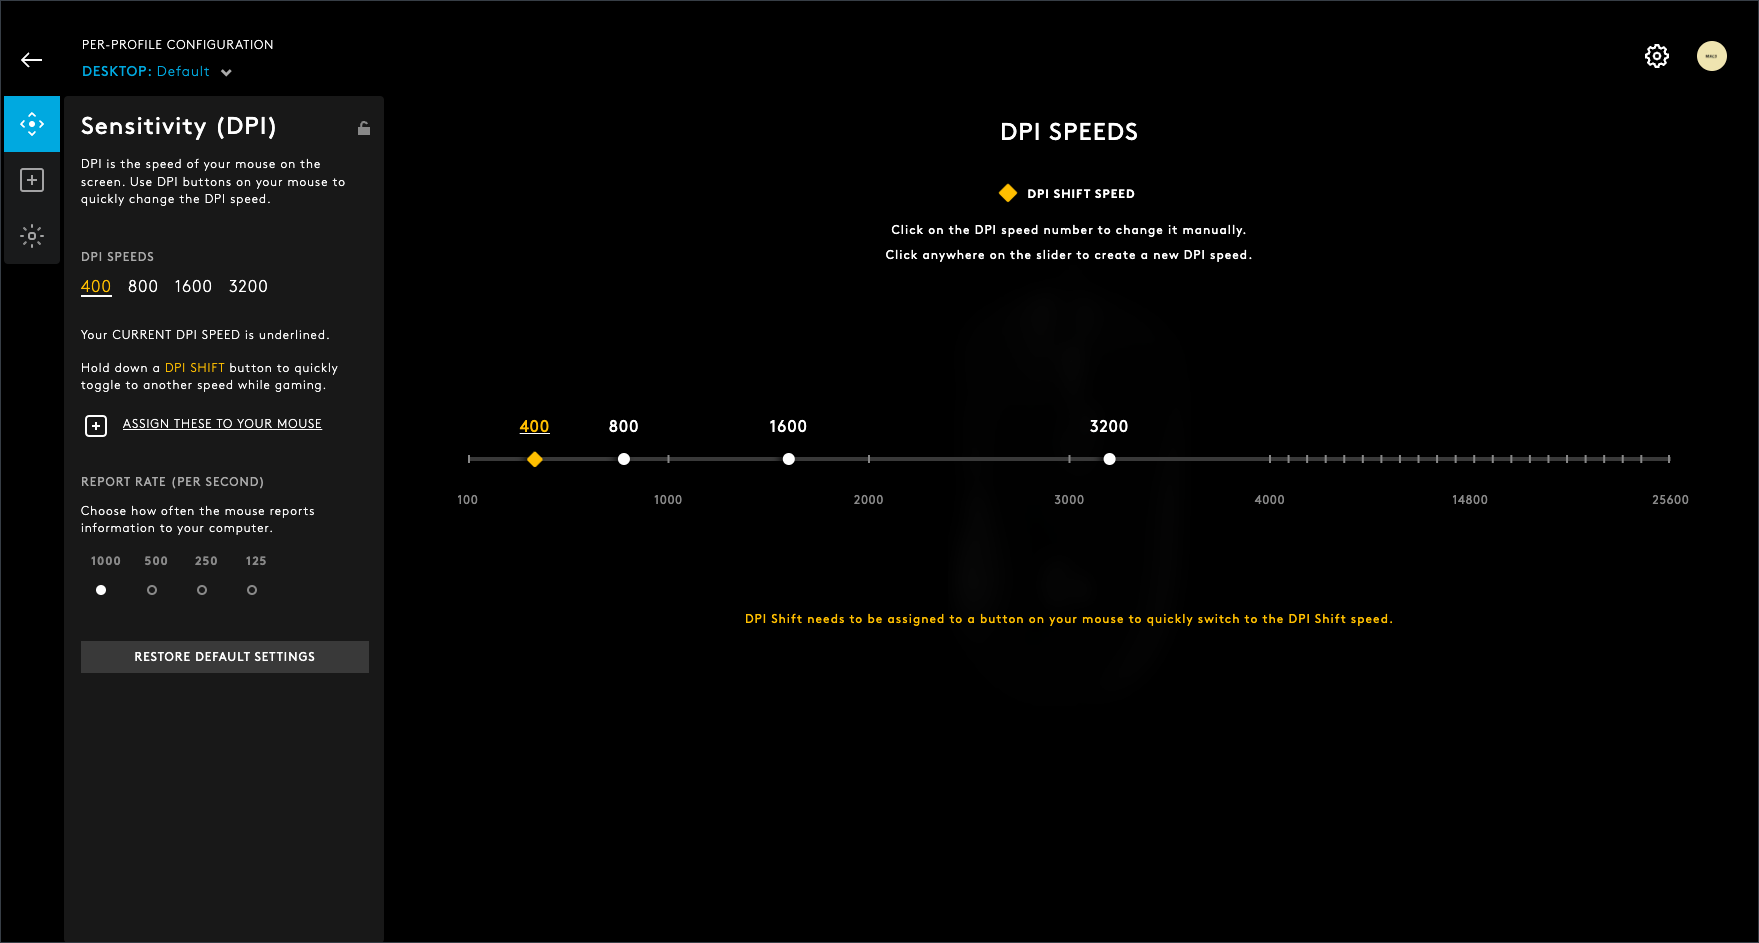 PER-PROFILE CONFIGURATION
DESKTOP: Default
Sensitivity (DPI)
DPI is the speed of your mouse on the
screen. Use DPI buttons on your mouse to
quickly change the DPI speed.
DPI SPEEDS
400 800 1600 3200
Your CURRENT DPI SPEED is underlined.
Hold down a DPI SHIFT button to quickly
toggle to another speed while gaming.
ASSIGN THESE TO YOUR MOUSE
REPORT RATE (PER SECOND)
Choose how often the mouse reports
information to your computer.
1000 500 250 125
RESTORE DEFAULT SETTINGS
DPI SPEEDS
DPI SHIFT SPEED
Click on the DPI speed number to change it manually.
Click anywhere on the slider to create a new DPI speed.
400 800 1600 3200
100 1000 2000 3000 4000 14800 25600
DPI Shift needs to be assigned to a button on your mouse to quickly switch to the DPI Shift speed.